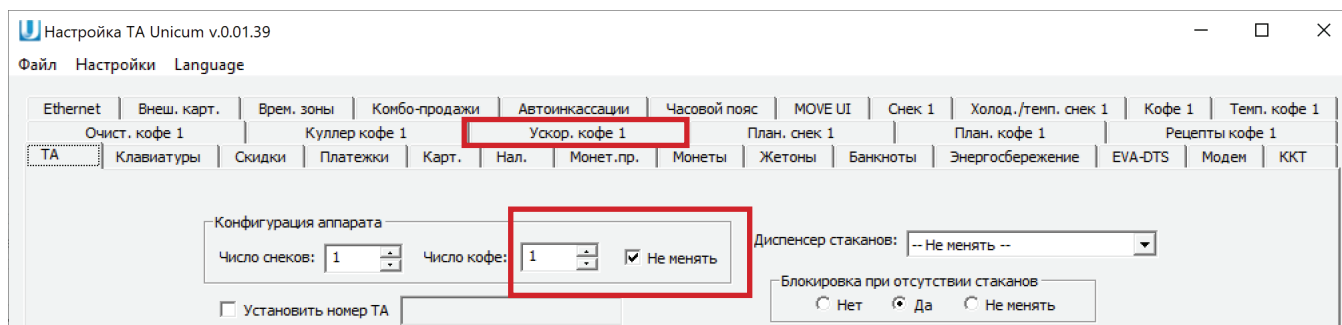 Настройка ТА Unicum v.0.01.39
Файл Настройки Language
Ethernet Внеш. карт. Врем. зоны Комбо-продажи Автоинкассации Часовой пояс MOVE UI Снек 1 Холод./темп. снек 1 Кофе 1 Темп. кофе 1
Очист. кофе 1 Куллер кофе 1 Ускор. кофе 1 План. снек 1 План. кофе 1 Рецепты кофе 1
ТА Клавиатуры Скидки Платежки Карт. Нал. Монет.пр. Монеты Жетоны Банкноты Энергосбережение EVA-DTS Модем ККТ
Конфигурация аппарата
Число снеков: 1 Число кофе: 1 Не менять
Диспенсер стаканов: -- Не менять --
Блокировка при отсутствии стаканов
Установить номер ТА
Нет Да Не менять